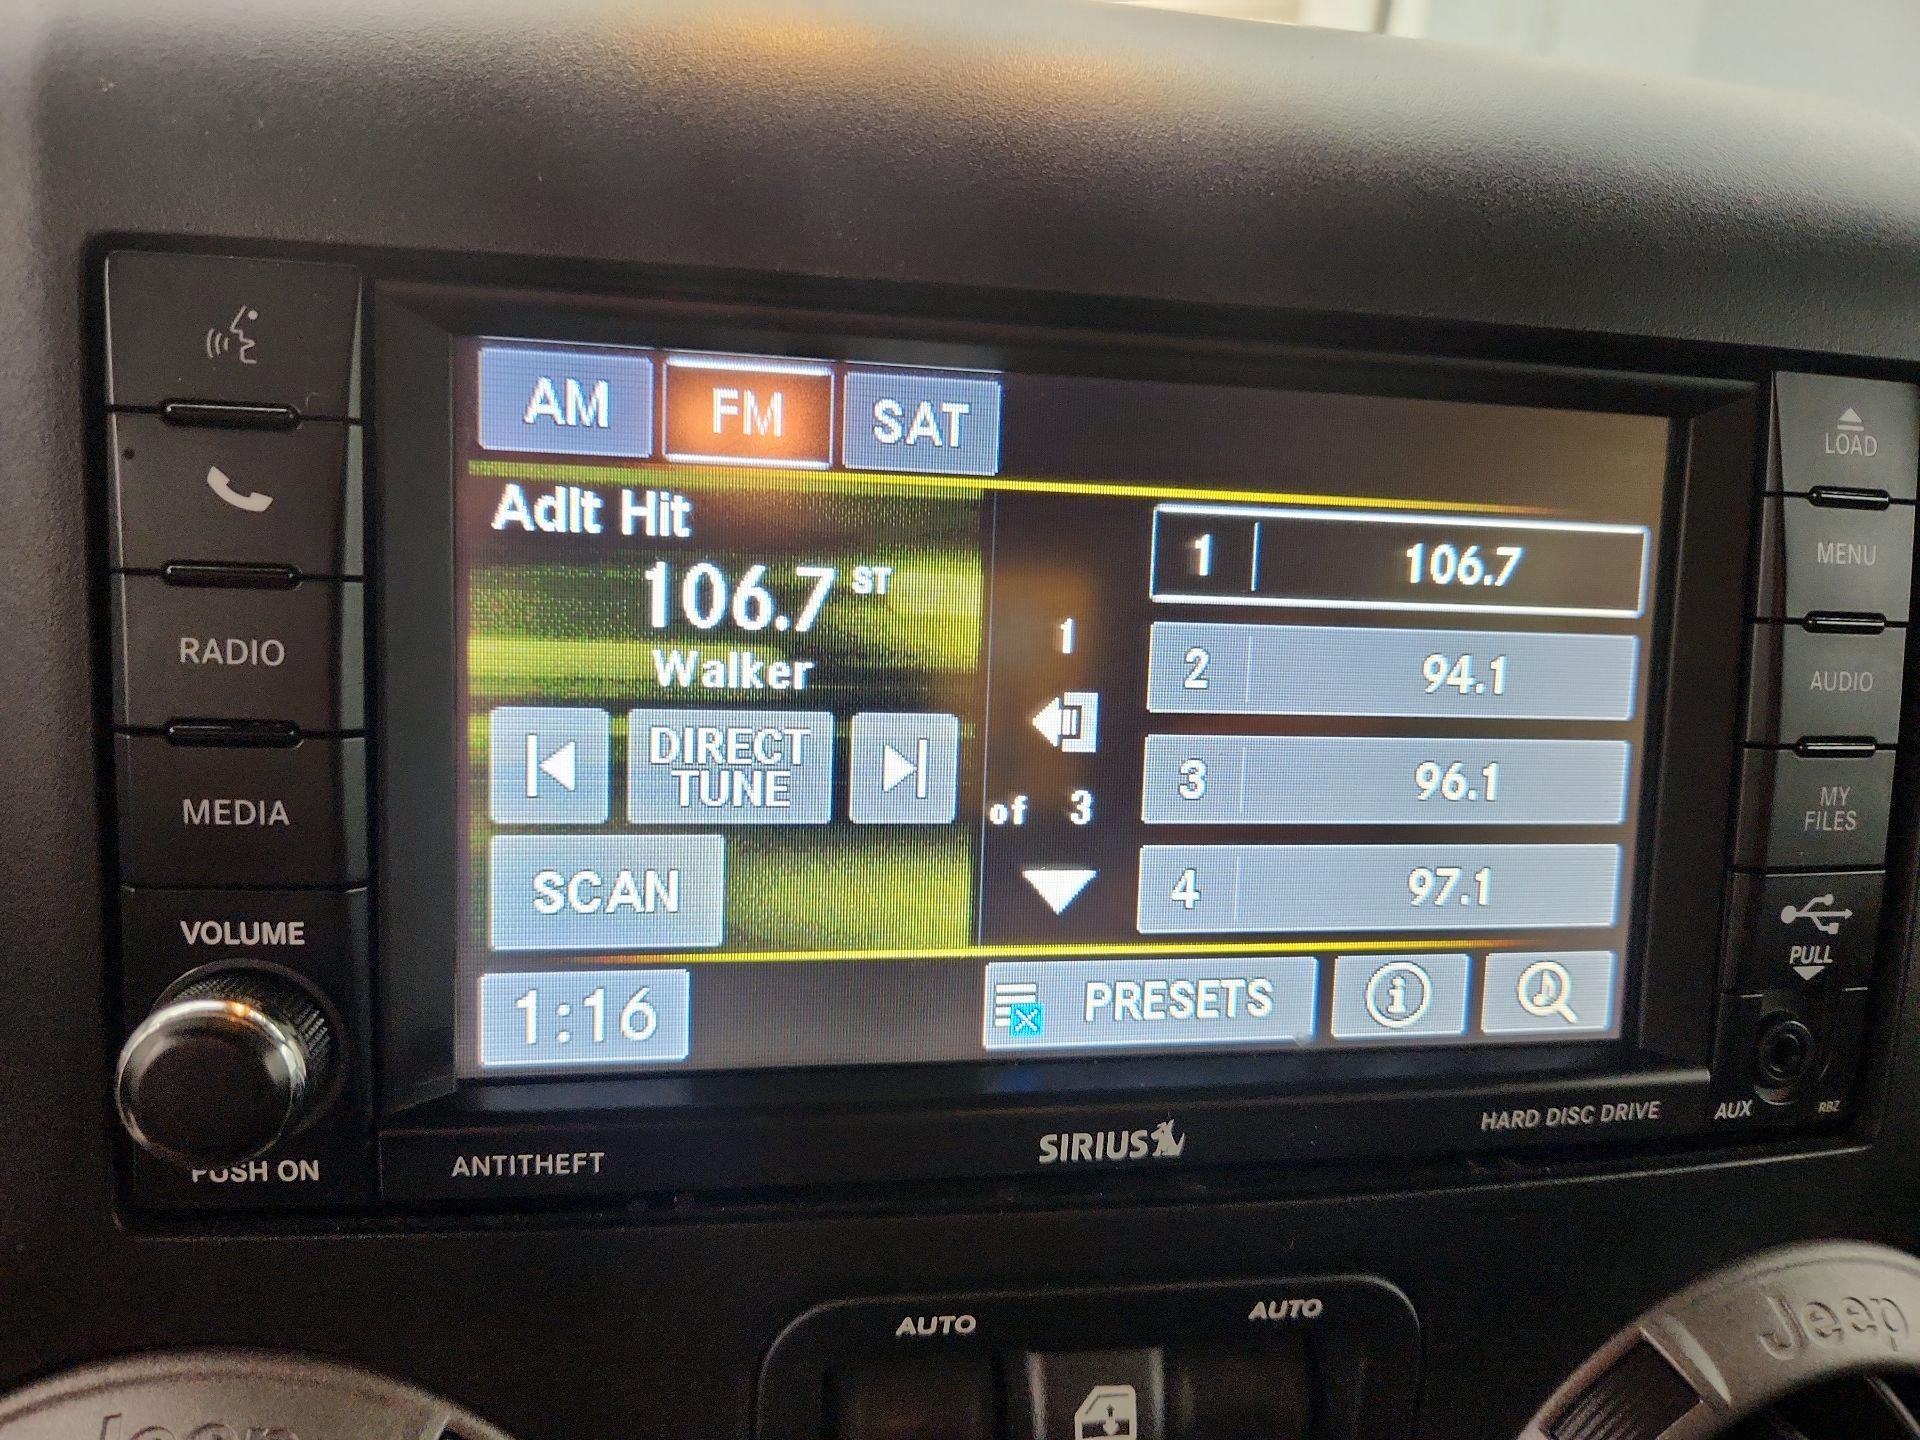 AM FM SAT
Adlt Hit
106.7 ST
Walker
DIRECT
TUNE
SCAN
1:16
1
of 3
1 106.7
2 94.1
3 96.1
4 97.1
PRESETS
RADIO
MEDIA
VOLUME
PUSH ON
LOAD
MENU
AUDIO
MY
FILES
PULL
AUX
RBZ
ANTITHEFT
SIRIUS
HARD DISC DRIVE
AUTO AUTO
Jeep
Jeep